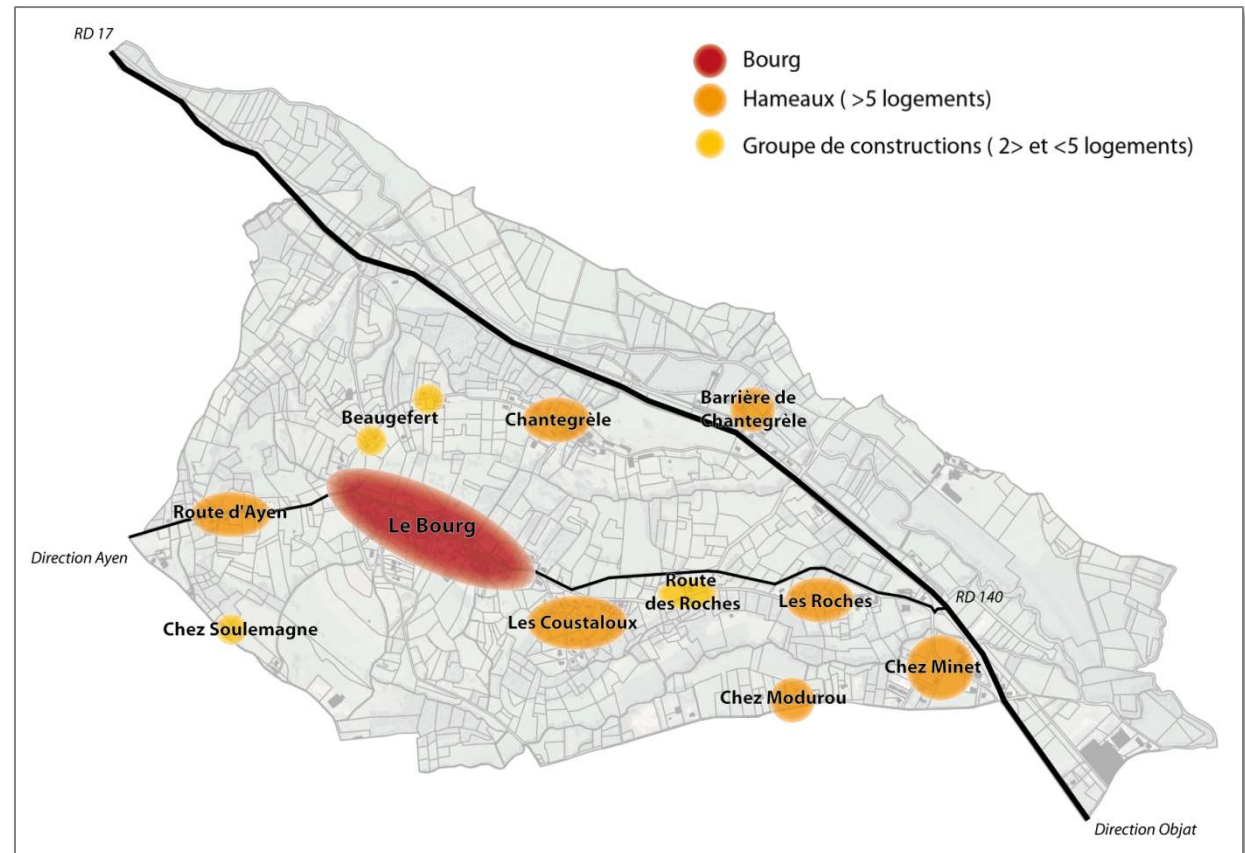 RD 17
Bourg
Hameaux ( >5 logements)
Groupe de constructions ( 2> et <5 logements)
Beaugefert
Chantegrèle
Barrière de
Chantegrèle
Route d'Ayen
Le Bourg
Direction Ayen
Route
des Roches
Les Roches
RD 140
Les Coustaloux
Chez Soulemagne
Chez Minet
Chez Modurou
Direction Objat